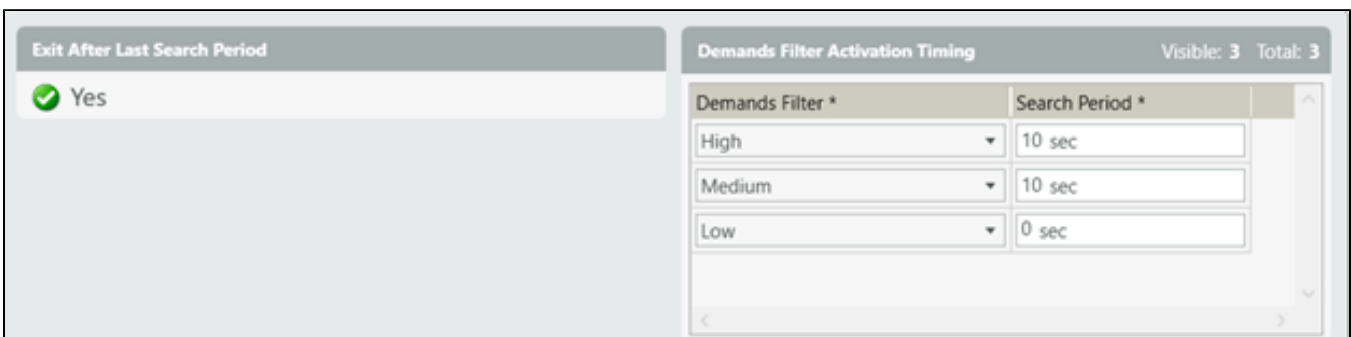 Exit After Last Search Period
Yes
Demands Filter Activation Timing Visible: 3 Total: 3
Demands Filter * Search Period *
High 10 sec
Medium 10 sec
Low 0 sec